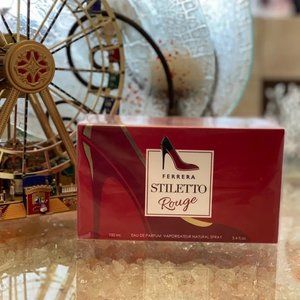 FERRERA
STILETTO
Rouge
100 ml EAU DE PARFUM. VAPORISATEUR NATURAL SPRAY 3.4 fl.oz